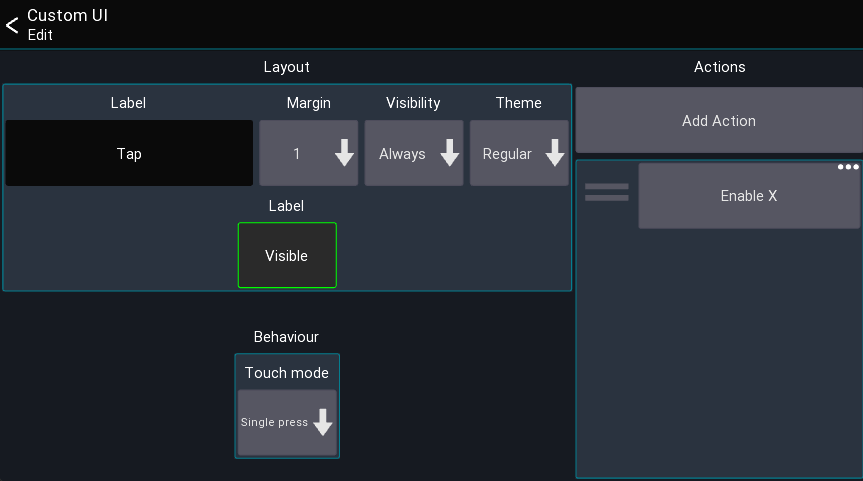 Custom UI
Edit
Layout
Actions
Label
Margin
Visibility
Theme
Add Action
Tap
1
Always
Regular
Enable X
Label
Visible
Behaviour
Touch mode
Single press